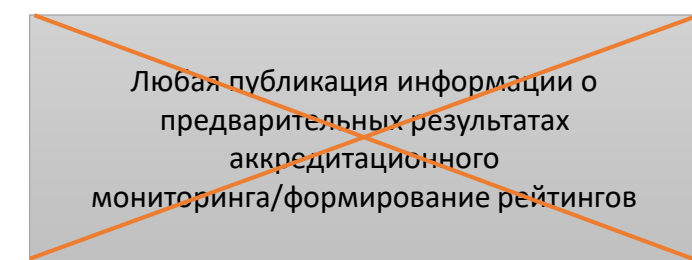 Любая публикация информации о
предварительных результатах
аккредитационного
мониторинга/формирование рейтингов